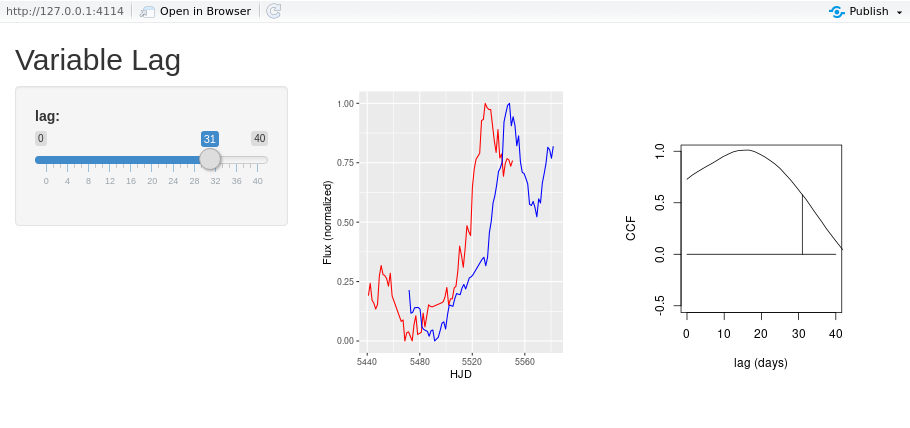 http://127.0.0.1:4114
Open in Browser
Publish
Variable Lag
lag:
0 31 40
0 4 8 12 16 20 24 28 32 36 40
Flux (normalized)
1.00
0.75
0.50
0.25
0.00
5440 5480 5520 5560
HJD
CCF
1.0
0.5
0.0
-0.5
0 10 20 30 40
lag (days)